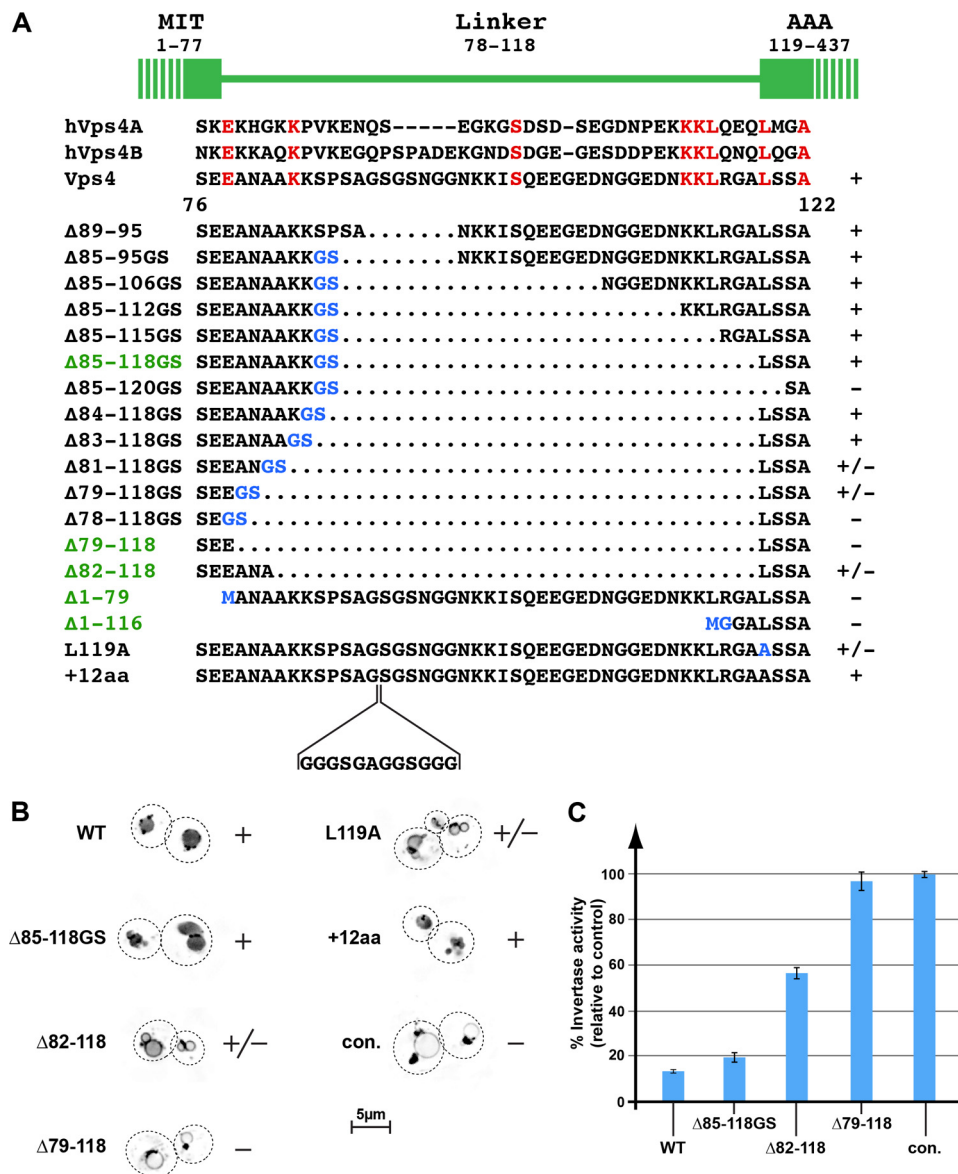 A
MIT Linker AAA
1-77 78-118 119-437
hVps4A SKEKHGKKPVKENQS-----EGKGSDSD-SEGDNPEKKKLQEQLMGA
hVps4B NKEKKAQKPVKEGQPSPADEKGNDSDGE-GESDDPEKKKLQNQLQGA
Vps4 SEEANAAKKSPSAGSGSNGGNKKISQEEGEDNGGEDNKKLRGALSSA +
76 122
Δ89-95 SEEANAAKKSPSA.......NKKISQEEGEDNGGEDNKKLRGALSSA +
Δ85-95GS SEEANAAKKGS.........NKKISQEEGEDNGGEDNKKLRGALSSA +
Δ85-106GS SEEANAAKKGS....................NGGEDNKKLRGALSSA +
Δ85-112GS SEEANAAKKGS..........................KKLRGALSSA +
Δ85-115GS SEEANAAKKGS.............................RGALSSA +
Δ85-118GS SEEANAAKKGS................................LSSA +
Δ85-120GS SEEANAAKKGS..................................SA -
Δ84-118GS SEEANAAKGS.................................LSSA +
Δ83-118GS SEEANAAGS..................................LSSA +
Δ81-118GS SEEANGS....................................LSSA +/-
Δ79-118GS SEEGS......................................LSSA +/-
Δ78-118GS SEGS.......................................LSSA -
Δ79-118 SEE........................................LSSA -
Δ82-118 SEEANA.....................................LSSA +/-
Δ1-79 MANAAKKSPSAGSGSNGGNKKISQEEGEDNGGEDNKKLRGALSSA -
Δ1-116 MGGALSSA -
L119A SEEANAAKKSPSAGSGSNGGNKKISQEEGEDNGGEDNKKLRGAASSA +/-
+12aa SEEANAAKKSPSAGSGSNGGNKKISQEEGEDNGGEDNKKLRGAASSA +
GGGSGAGGSGGG
B
WT +
Δ85-118GS +
Δ82-118 +/-
Δ79-118 -
L119A +/-
+12aa +
con. -
5µm
C
% Invertase activity
(relative to control)
100
80
60
40
20
0
WT
Δ85-118GS
Δ82-118
Δ79-118
con.